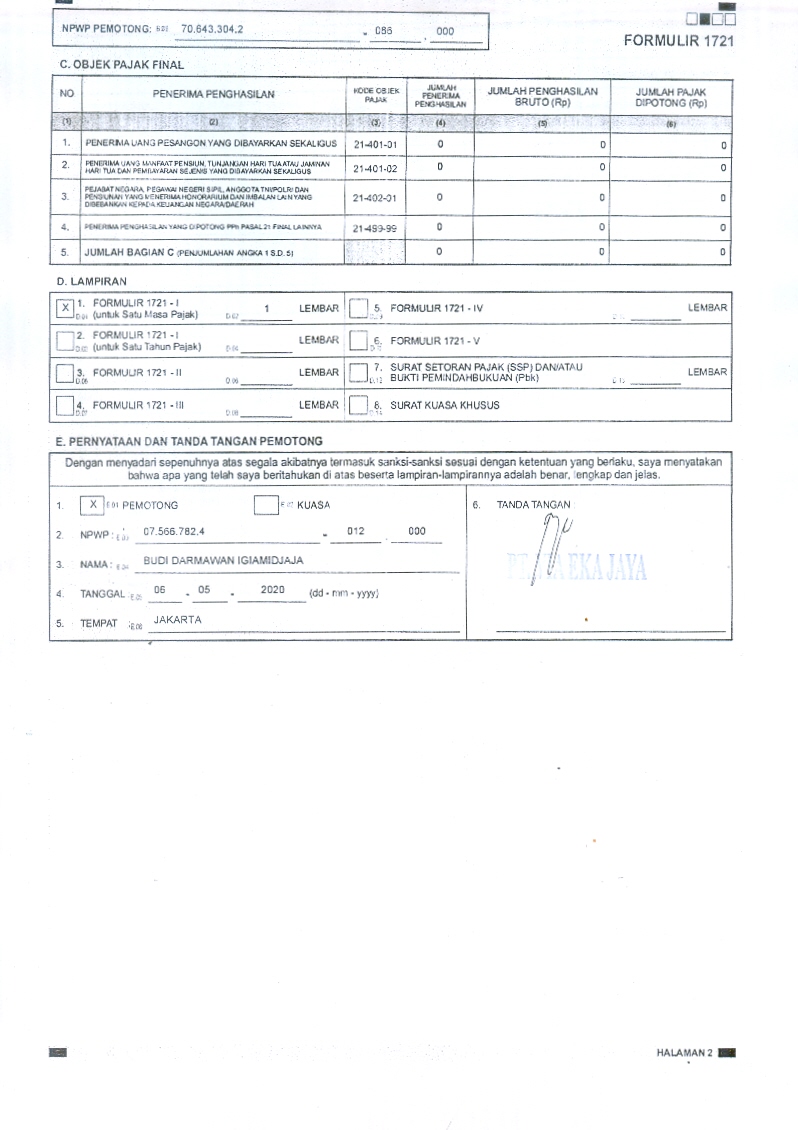 NPWP PEMOTONG: 70.643.304.2 - 086 . 000
FORMULIR 1721
C. OBJEK PAJAK FINAL
NO PENERIMA PENGHASILAN KODE OBJEK PAJAK JUMLAH PENERIMA PENGHASILAN JUMLAH PENGHASILAN BRUTO (Rp) JUMLAH PAJAK DIPOTONG (Rp)
(1) (2) (3) (4) (5) (6)
1. PENERIMA UANG PESANGON YANG DIBAYARKAN SEKALIGUS 21-401-01 0 0 0
2. PENERIMA UANG MANFAAT PENSIUN, TUNJANGAN HARI TUA ATAU JAMINAN
HARI TUA DAN PEMBAYARAN SEJENIS YANG DIBAYARKAN SEKALIGUS 21-401-02 0 0 0
3. PEJABAT NEGARA, PEGAWAI NEGERI SIPIL, ANGGOTA TNI/POLRI DAN
PENSIUNAN YANG MENERIMA HONORARIUM DAN IMBALAN LAIN YANG
DIBEBANKAN KEPADA KEUANGAN NEGARA/DAERAH 21-402-01 0 0 0
4. PENERIMA PENGHASILAN YANG DIPOTONG PPh PASAL 21 FINAL LAINNYA 21-499-99 0 0 0
5. JUMLAH BAGIAN C (PENJUMLAHAN ANGKA 1 S.D. 5) 0 0 0
D. LAMPIRAN
X D.01 1. FORMULIR 1721 - I
(untuk Satu Masa Pajak) D.02 1 LEMBAR
5. FORMULIR 1721 - IV LEMBAR
2. FORMULIR 1721 - I
(untuk Satu Tahun Pajak) D.04 LEMBAR
6. FORMULIR 1721 - V
D.05 3. FORMULIR 1721 - II D.06 LEMBAR
D.12 7. SURAT SETORAN PAJAK (SSP) DAN/ATAU
BUKTI PEMINDAHBUKUAN (Pbk) D.13 LEMBAR
D.07 4. FORMULIR 1721 - III D.08 LEMBAR
D.14 8. SURAT KUASA KHUSUS
E. PERNYATAAN DAN TANDA TANGAN PEMOTONG
Dengan menyadari sepenuhnya atas segala akibatnya termasuk sanksi-sanksi sesuai dengan ketentuan yang berlaku, saya menyatakan
bahwa apa yang telah saya beritahukan di atas beserta lampiran-lampirannya adalah benar, lengkap dan jelas.
1. X E.01 PEMOTONG E.02 KUASA
2. NPWP : E.03 07.566.782.4 - 012 . 000
3. NAMA : E.04 BUDI DARMAWAN IGIAMIDJAJA
4. TANGGAL E.05 06 - 05 - 2020 (dd - mm - yyyy)
5. TEMPAT E.06 JAKARTA
6. TANDA TANGAN :
EKA JAYA
HALAMAN 2